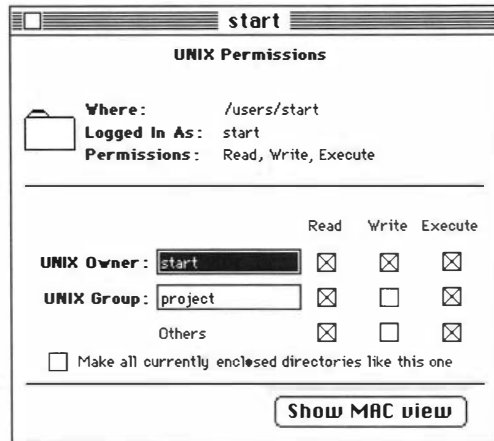 start
UNIX Permissions
Where: /users/start
Logged In As: start
Permissions: Read, Write, Execute
Read Write Execute
UNIX Owner: start
UNIX Group: project
Others
Make all currently enclosed directories like this one
Show MAC view